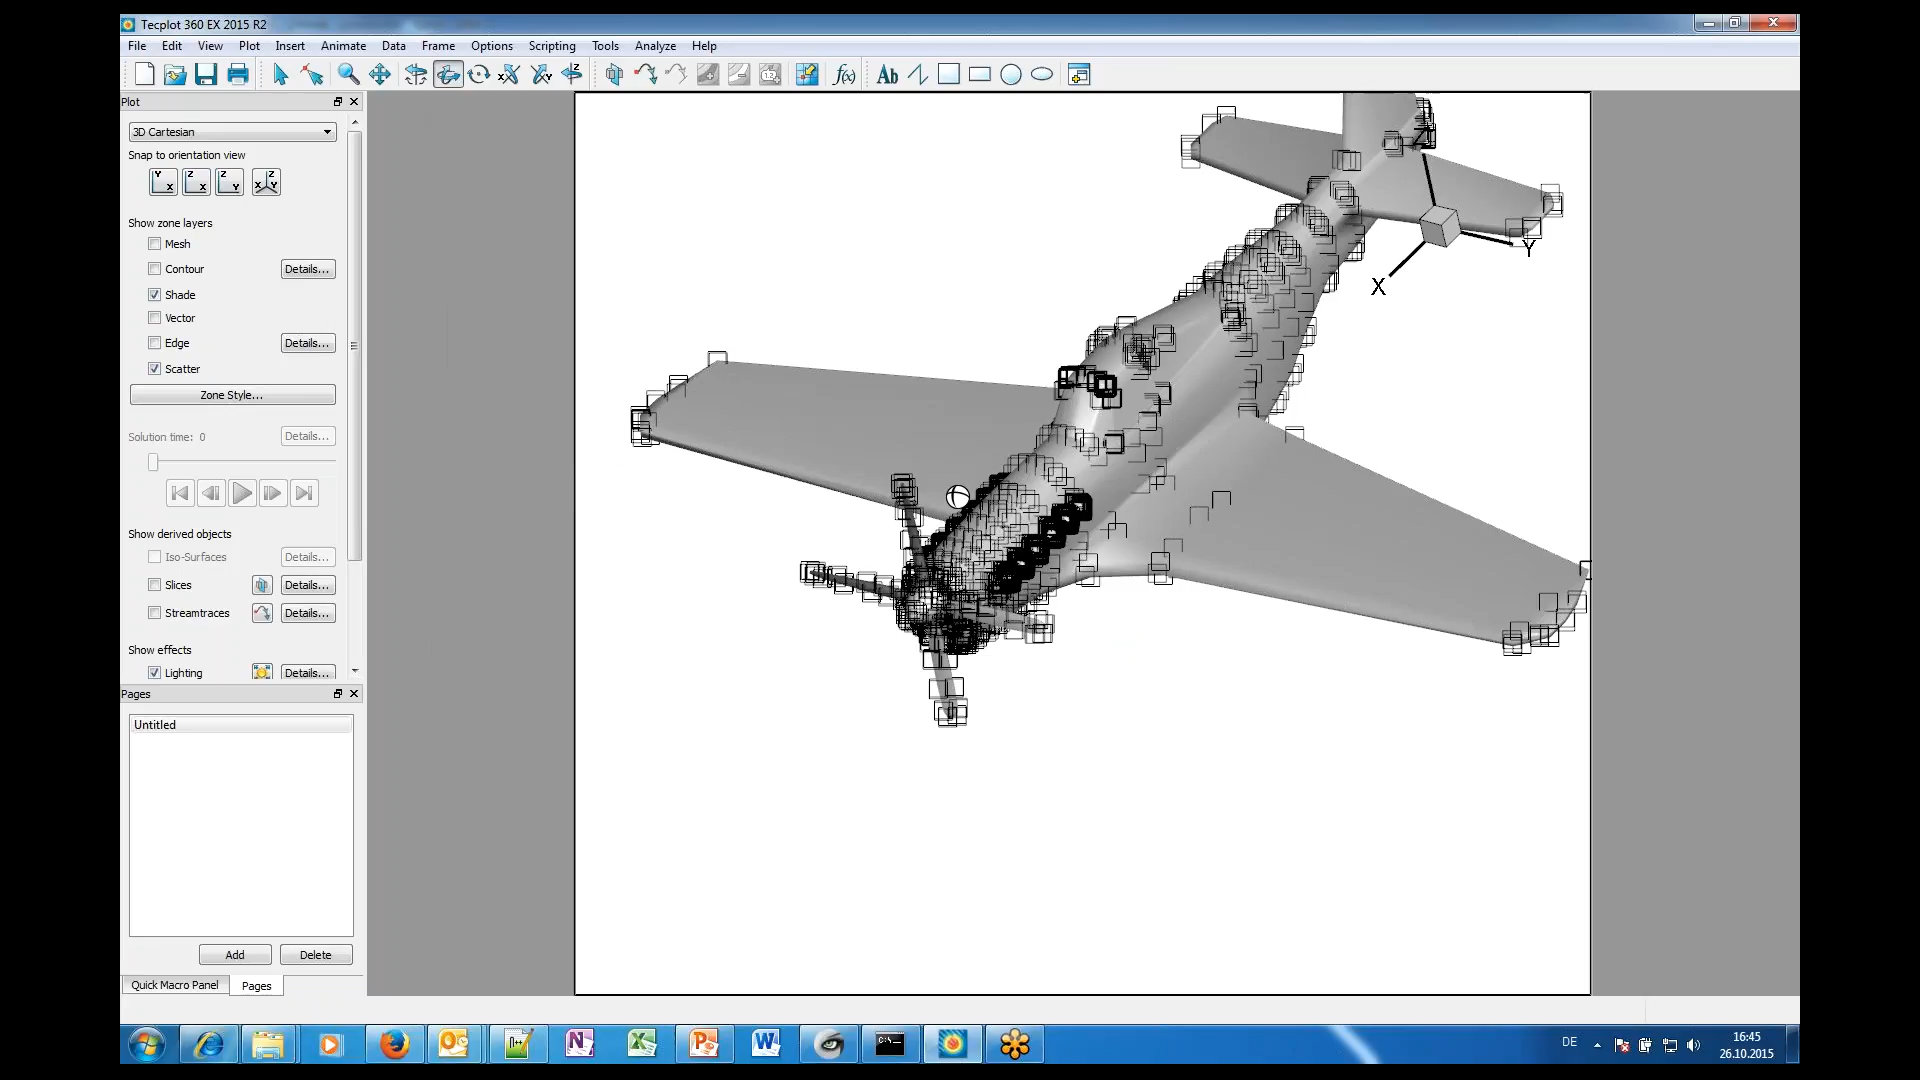 Tecplot 360 EX 2015 R2
File Edit View Plot Insert Animate Data Frame Options Scripting Tools Analyze Help
Plot
3D Cartesian
Snap to orientation view
Show zone layers
Mesh
Contour Details...
Shade
Vector
Edge Details...
Scatter
Zone Style...
Solution time: 0 Details...
Show derived objects
Iso-Surfaces Details...
Slices Details...
Streamtraces Details...
Show effects
Lighting Details...
Pages
Untitled
Add Delete
Quick Macro Panel Pages
X
Y
DE
16:45
26.10.2015